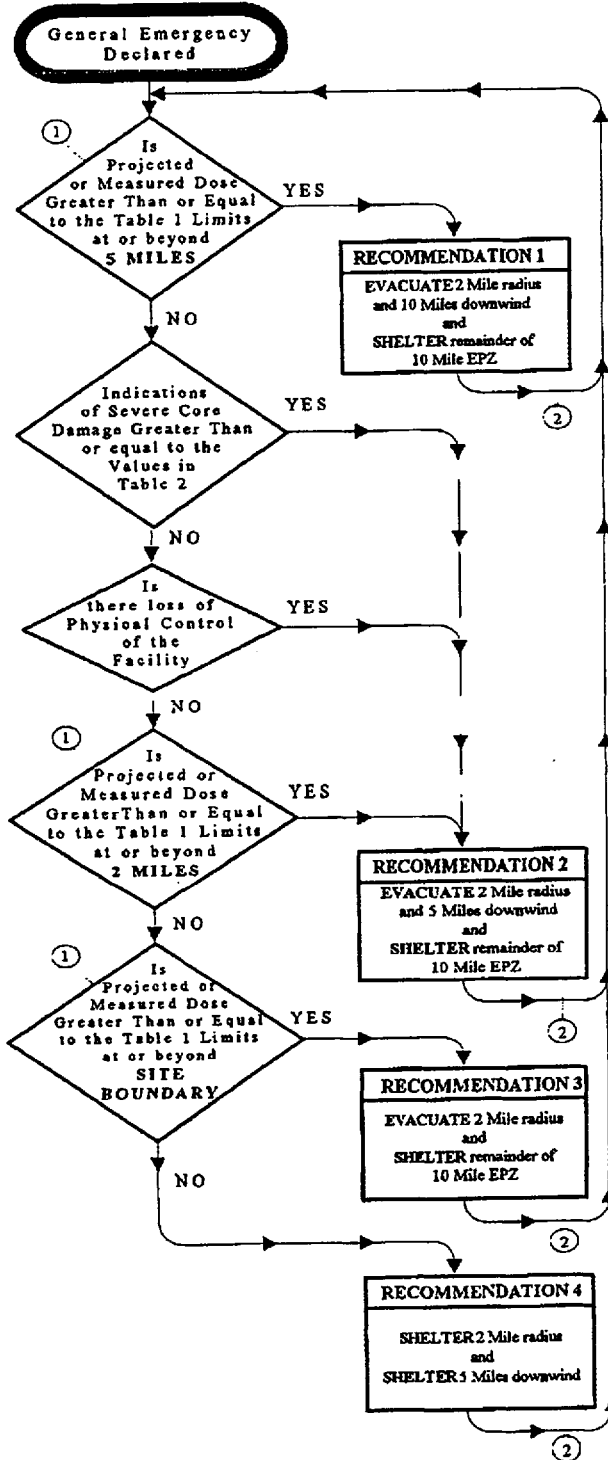 General Emergency
Declared
1
Is
Projected
or Measured Dose
Greater Than or Equal
to the Table 1 Limits
at or beyond
5 MILES
YES
RECOMMENDATION 1
EVACUATE 2 Mile radius
and 10 Miles downwind
and
SHELTER remainder of
10 Mile EPZ
2
NO
Indications
of Severe Core
Damage Greater Than
or equal to the
Values in
Table 2
YES
NO
Is
there loss of
Physical Control
of the
Facility
YES
NO
1
Is
Projected or
Measured Dose
GreaterThan or Equal
to the Table 1 Limits
at or beyond
2 MILES
YES
RECOMMENDATION 2
EVACUATE 2 Mile radius
and 5 Miles downwind
and
SHELTER remainder of
10 Mile EPZ
2
NO
1
Is
Projected or
Measured Dose
Greater Than or Equal
to the Table 1 Limits
at or beyond
SITE
BOUNDARY
YES
RECOMMENDATION 3
EVACUATE 2 Mile radius
and
SHELTER remainder of
10 Mile EPZ
2
NO
RECOMMENDATION 4
SHELTER 2 Mile radius
and
SHELTER 5 Miles downwind
2